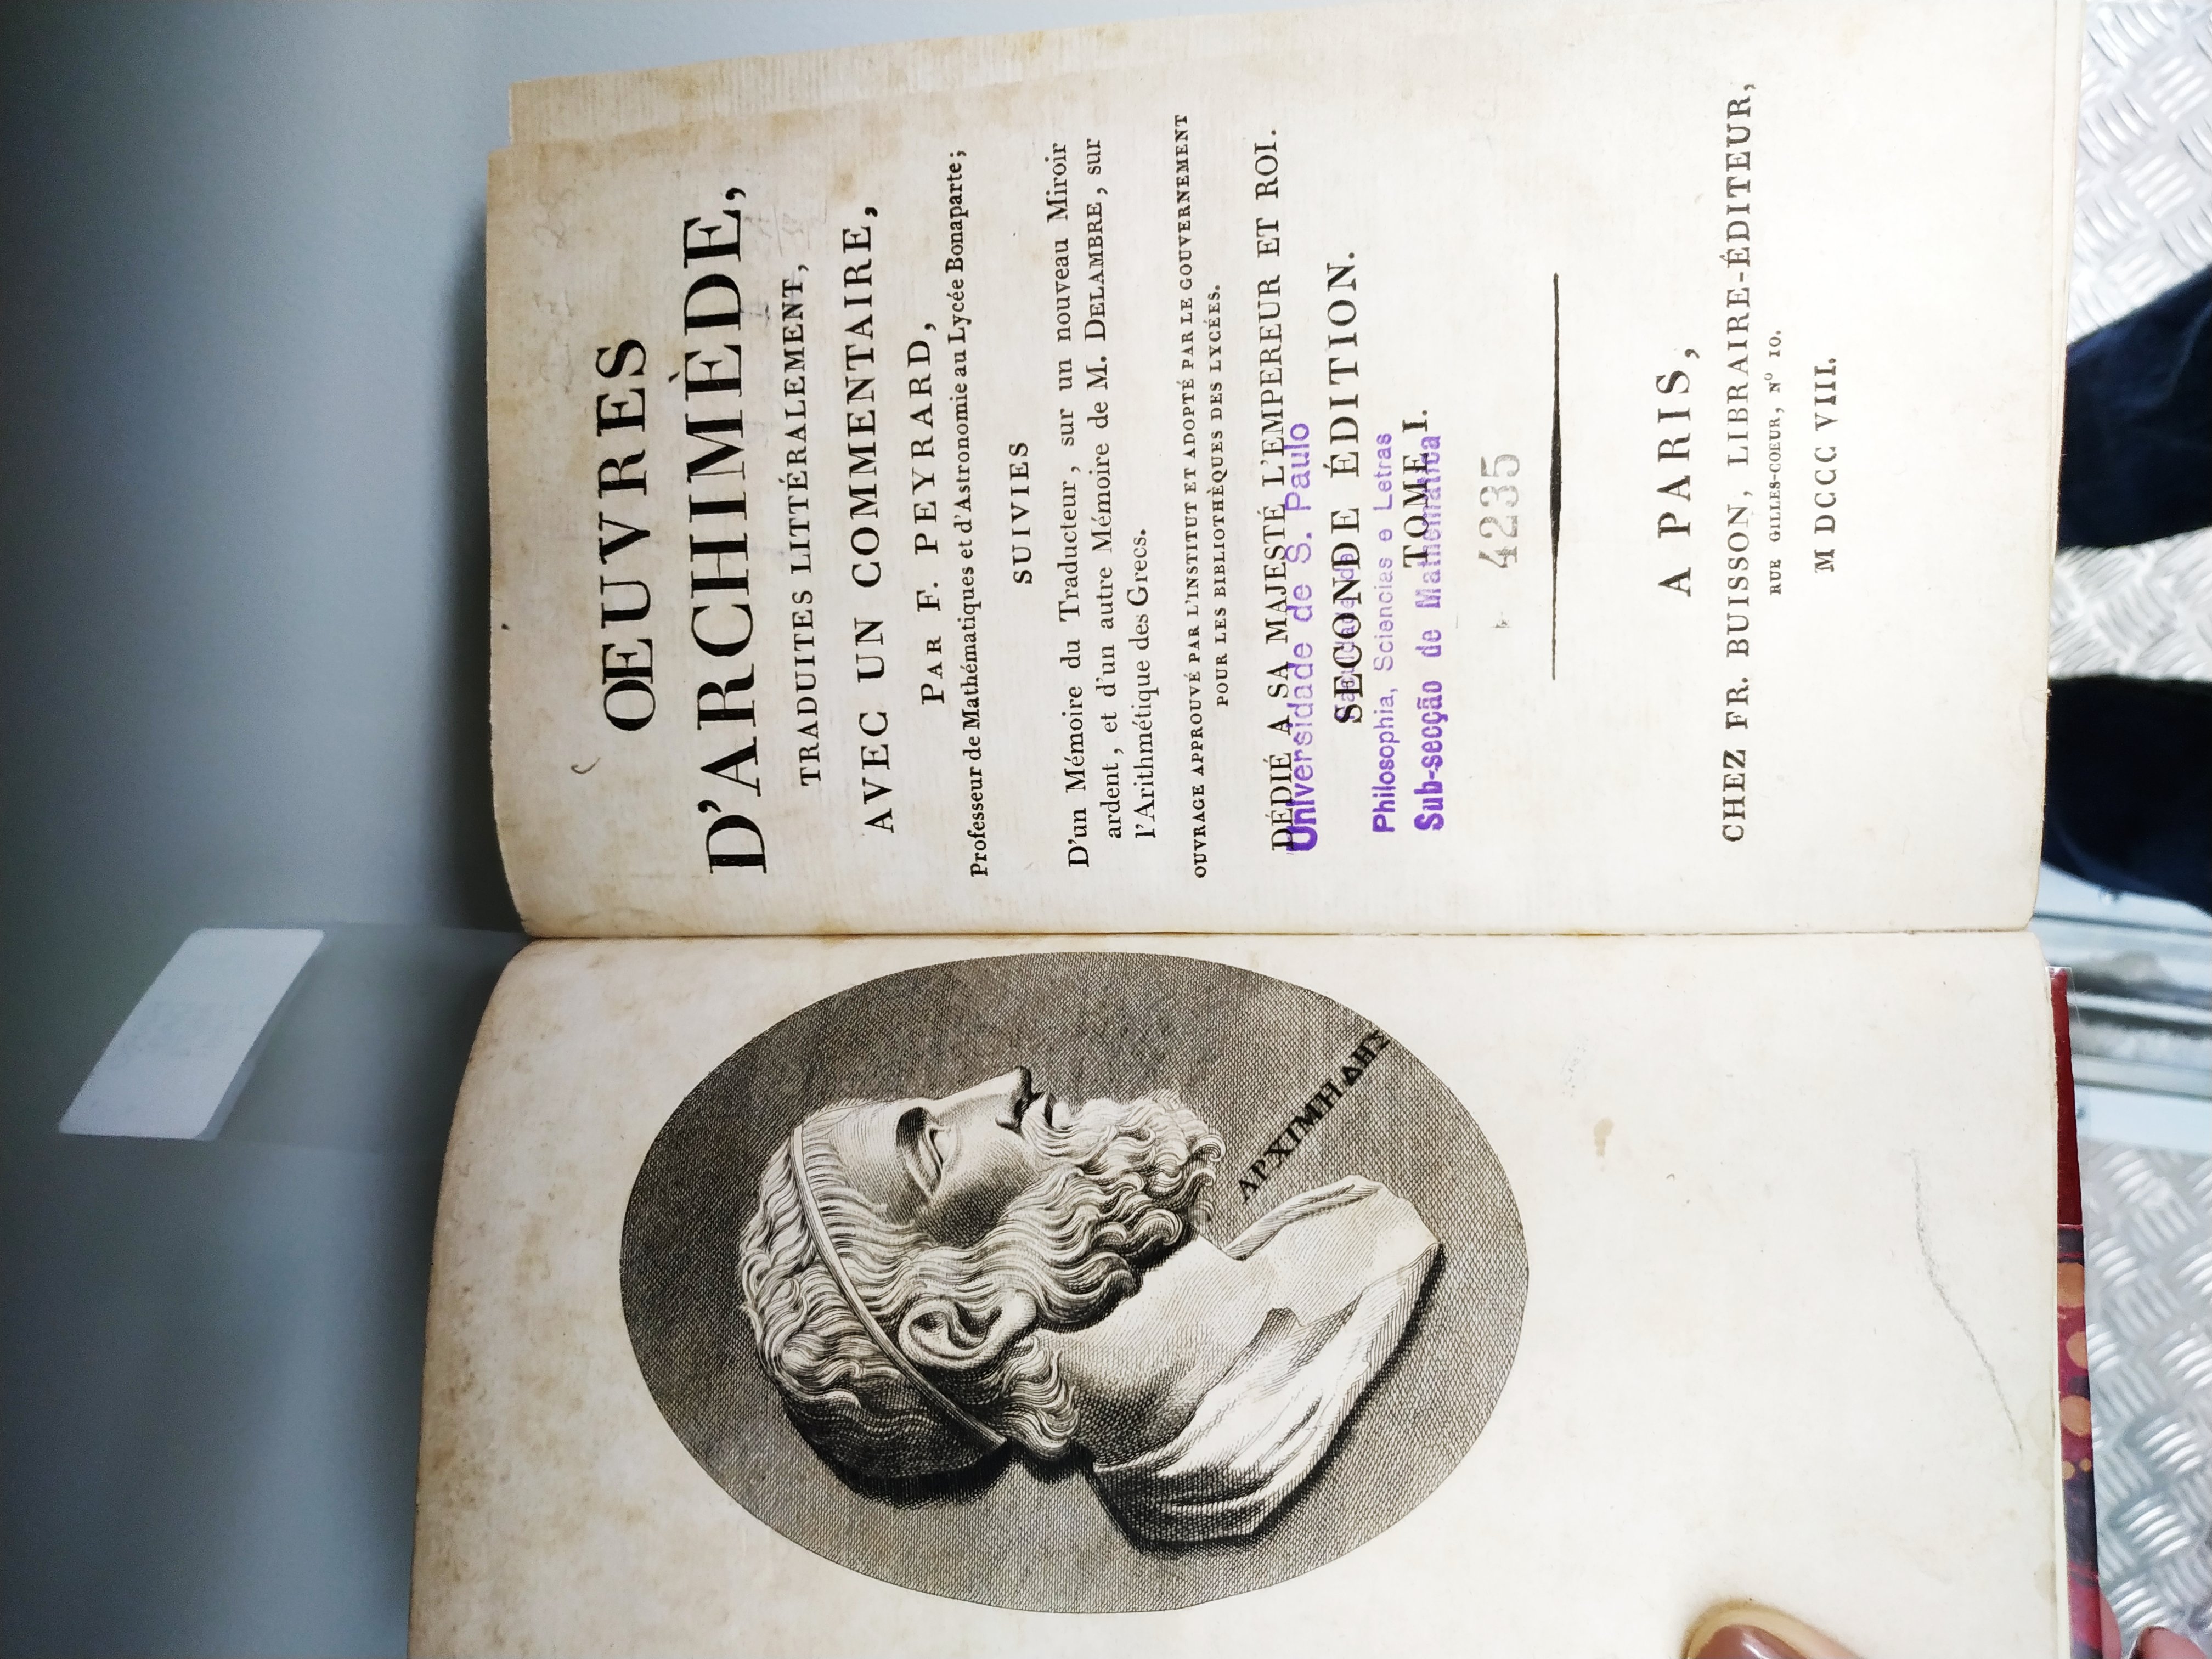 ΑΡΧΙΜΗΔΗΣ
ŒUVRES
D'ARCHIMÈDE,
TRADUITES LITTÉRALEMENT,
AVEC UN COMMENTAIRE,
PAR F. PEYRARD,
Professeur de Mathématiques et d'Astronomie au Lycée Bonaparte;
SUIVIES
D'un Mémoire du Traducteur, sur un nouveau Miroir
ardent, et d'un autre Mémoire de M. DELAMBRE, sur
l'Arithmétique des Grecs.
OUVRAGE APPROUVÉ PAR L'INSTITUT ET ADOPTÉ PAR LE GOUVERNEMENT
POUR LES BIBLIOTHÈQUES DES LYCÉES.
DÉDIÉ A SA MAJESTÉ L'EMPEREUR ET ROI.
Universidade de S. Paulo
SECONDE ÉDITION.
Philosophia, Sciencias e Letras
TOME I.
Sub-secção de Mathematica
4235
A PARIS,
CHEZ FR. BUISSON, LIBRAIRE-ÉDITEUR,
RUE GILLES-COEUR, Nº 10.
M DCCC VIII.